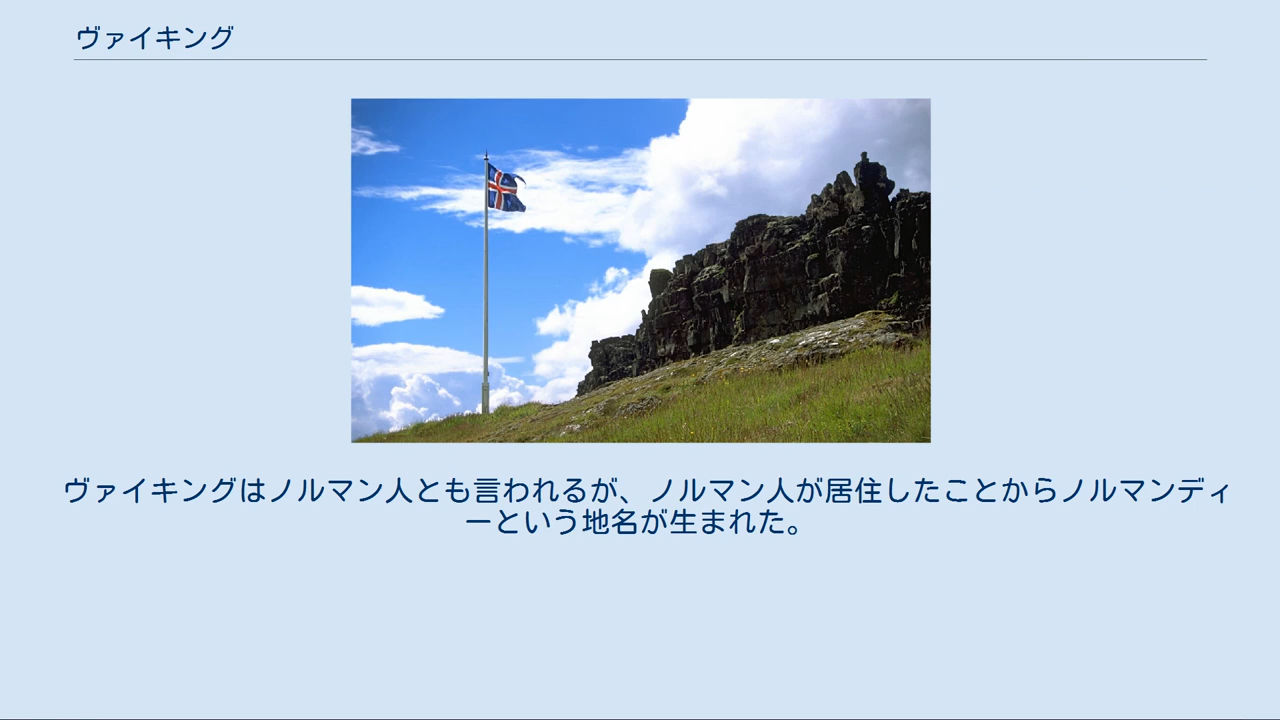 ヴァイキング
ヴァイキングはノルマン人とも言われるが、ノルマン人が居住したことからノルマンディ
ーという地名が生まれた。